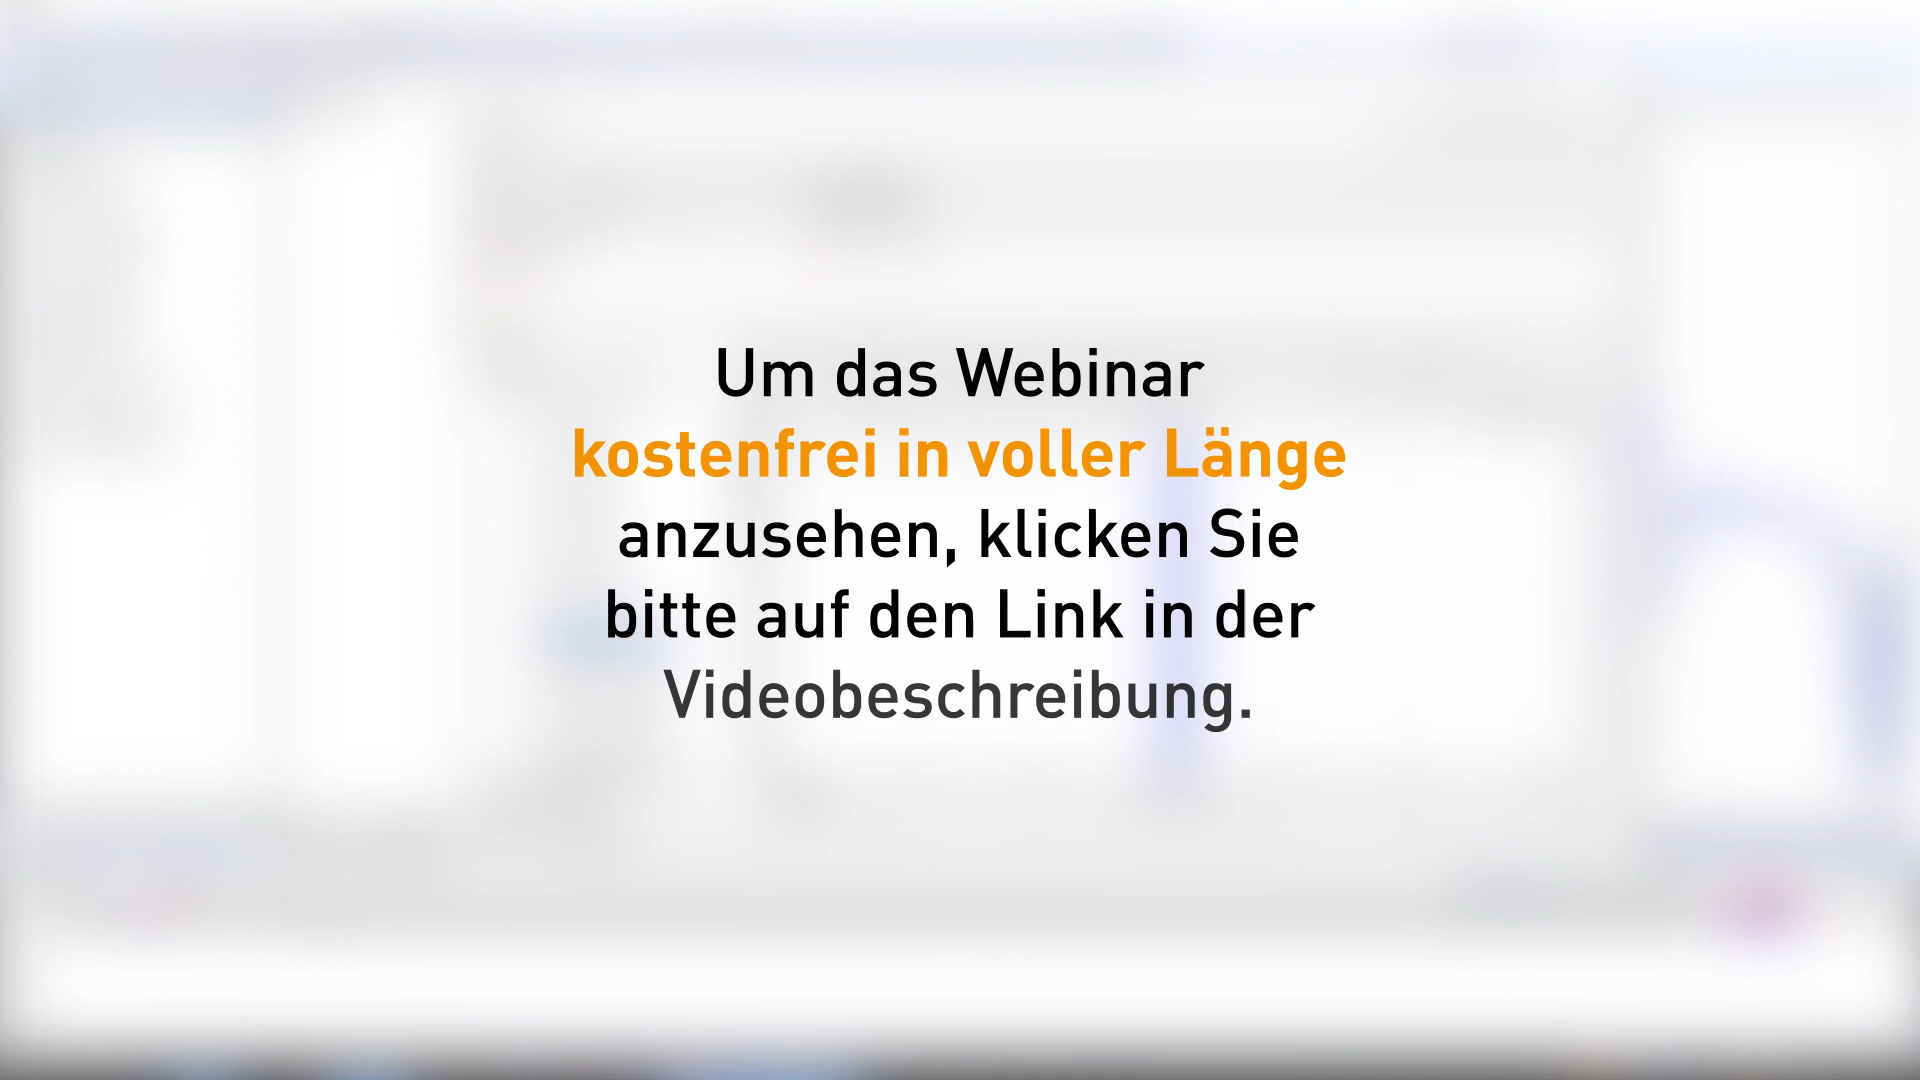 Um das Webinar
kostenfrei in voller Länge
anzusehen, klicken Sie
bitte auf den Link in der
Videobeschreibung.